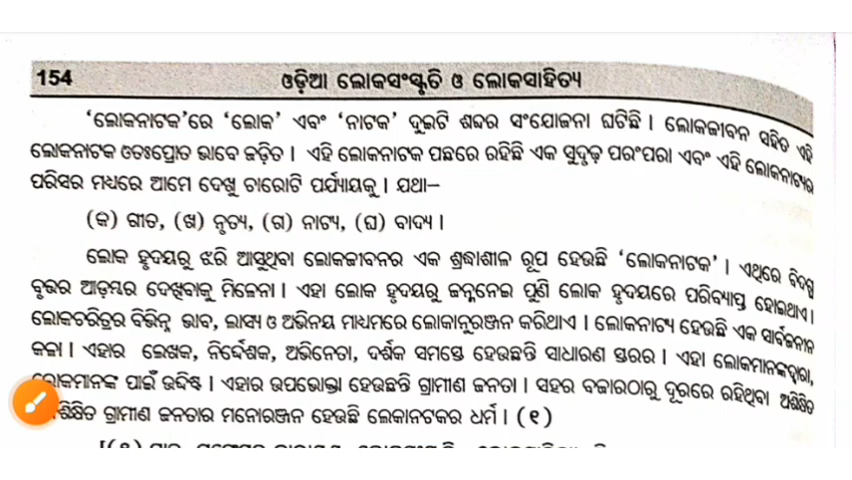 154 ଓଡ଼ିଆ ଲୋକସଂସ୍କୃତି ଓ ଲୋକସାହିତ୍ୟ
‘ଲୋକନାଟକ’ରେ ‘ଲୋକ’ ଏବଂ ‘ନାଟକ’ ଦୁଇଟି ଶବ୍ଦର ସଂଯୋଜନା ଘଟିଛି । ଲୋକଜୀବନ ସହିତ ଏହି
ଲୋକନାଟକ ଓତଃପ୍ରୋତ ଭାବେ ଜଡ଼ିତ । ଏହି ଲୋକନାଟକ ପଛରେ ରହିଛି ଏକ ସୁଦୃଢ଼ ପରଂପରା ଏବଂ ଏହି ଲୋକନାଟ୍ୟର
ପରିସର ମଧ୍ୟରେ ଆମେ ଦେଖୁ ଚାରୋଟି ପର୍ଯ୍ୟାୟକୁ । ଯଥା–
(କ) ଗୀତ, (ଖ) ନୃତ୍ୟ, (ଗ) ନାଟ୍ୟ, (ଘ) ବାଦ୍ୟ ।
ଲୋକ ହୃଦୟରୁ ଝରି ଆସୁଥିବା ଲୋକଜୀବନର ଏକ ଶ୍ରଦ୍ଧାଶୀଳ ରୂପ ହେଉଛି ‘ଲୋକନାଟକ’ । ଏଥିରେ ବିଦଗ୍ଧ
ବୃତ୍ତର ଆଡ଼ମ୍ବର ଦେଖିବାକୁ ମିଳେନା । ଏହା ଲୋକ ହୃଦୟରୁ ଜନ୍ମନେଇ ପୁଣି ଲୋକ ହୃଦୟରେ ପରିବ୍ୟାପ୍ତ ହୋଇଥାଏ ।
ଲୋକଚରିତ୍ରର ବିଭିନ୍ନ ଭାବ, ଲାସ୍ୟ ଓ ଅଭିନୟ ମାଧ୍ୟମରେ ଲୋକାନୁରଞ୍ଜନ କରିଥାଏ । ଲୋକନାଟ୍ୟ ହେଉଛି ଏକ ସାର୍ବଜନୀନ
କଳା । ଏହାର ଲେଖକ, ନିର୍ଦ୍ଦେଶକ, ଅଭିନେତା, ଦର୍ଶକ ସମସ୍ତେ ହେଉଛନ୍ତି ସାଧାରଣ ସ୍ତରର । ଏହା ଲୋକମାନଙ୍କଦ୍ୱାରା,
ଲୋକମାନଙ୍କ ପାଇଁ ଉଦ୍ଦିଷ୍ଟ । ଏହାର ଉପଭୋକ୍ତା ହେଉଛନ୍ତି ଗ୍ରାମୀଣ ଜନତା । ସହର ବଜାରଠାରୁ ଦୂରରେ ରହିଥିବା ଅଶିକ୍ଷିତ
ଗ୍ରାମୀଣ ଜନତାର ମନୋରଞ୍ଜନ ହେଉଛି ଲେକାନଟକର ଧର୍ମ । (୧)